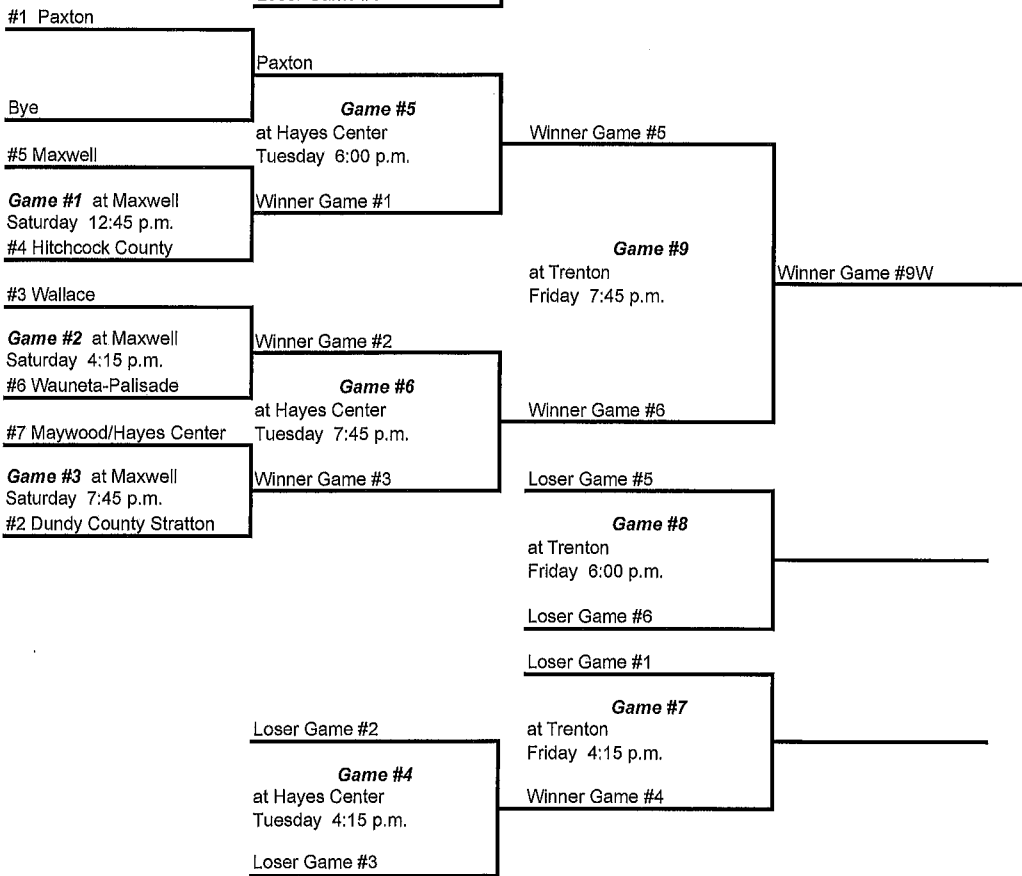 #1 Paxton
Paxton
Bye
Game #5
at Hayes Center
Tuesday 6:00 p.m.
Winner Game #5
#5 Maxwell
Game #1 at Maxwell
Saturday 12:45 p.m.
#4 Hitchcock County
Winner Game #1
Game #9
at Trenton
Friday 7:45 p.m.
Winner Game #9W
#3 Wallace
Game #2 at Maxwell
Saturday 4:15 p.m.
#6 Wauneta-Palisade
Winner Game #2
Game #6
at Hayes Center
Tuesday 7:45 p.m.
Winner Game #6
#7 Maywood/Hayes Center
Game #3 at Maxwell
Saturday 7:45 p.m.
#2 Dundy County Stratton
Winner Game #3
Loser Game #5
Game #8
at Trenton
Friday 6:00 p.m.
Loser Game #6
Loser Game #1
Game #7
at Trenton
Friday 4:15 p.m.
Winner Game #4
Loser Game #2
Game #4
at Hayes Center
Tuesday 4:15 p.m.
Loser Game #3